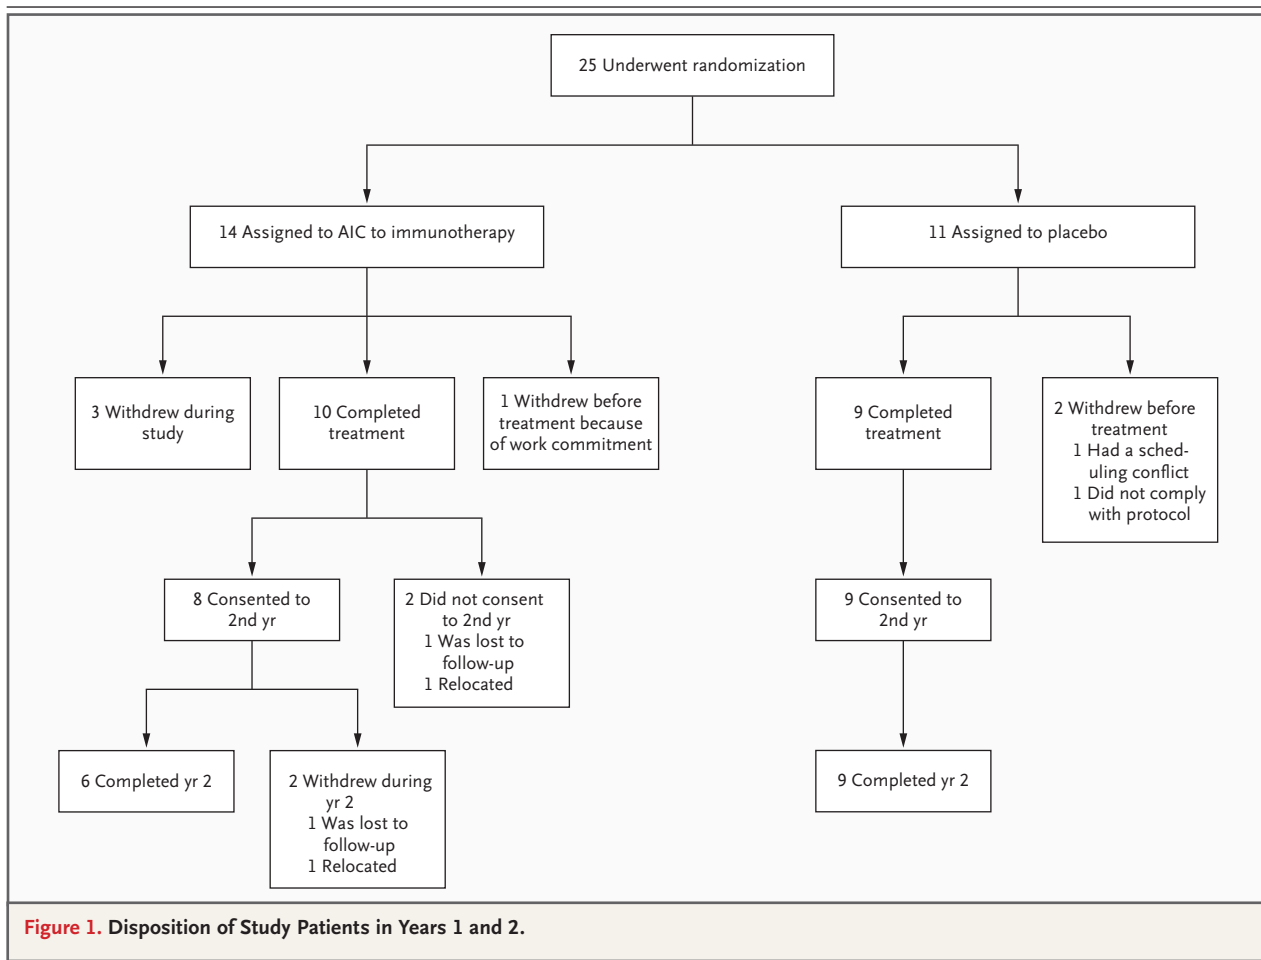 25 Underwent randomization
14 Assigned to AIC to immunotherapy
11 Assigned to placebo
3 Withdrew during
study
10 Completed
treatment
1 Withdrew before
treatment because
of work commitment
9 Completed
treatment
2 Withdrew before
treatment
1 Had a sched-
uling conflict
1 Did not comply
with protocol
8 Consented to
2nd yr
2 Did not consent
to 2nd yr
1 Was lost to
follow-up
1 Relocated
9 Consented to
2nd yr
6 Completed yr 2
2 Withdrew during
yr 2
1 Was lost to
follow-up
1 Relocated
9 Completed yr 2
Figure 1. Disposition of Study Patients in Years 1 and 2.